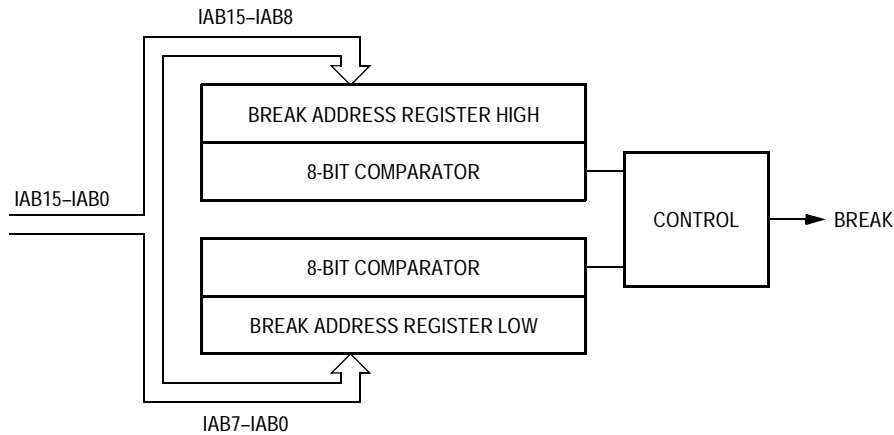 IAB15–IAB8
BREAK ADDRESS REGISTER HIGH
8-BIT COMPARATOR
IAB15–IAB0
CONTROL
BREAK
8-BIT COMPARATOR
BREAK ADDRESS REGISTER LOW
IAB7–IAB0